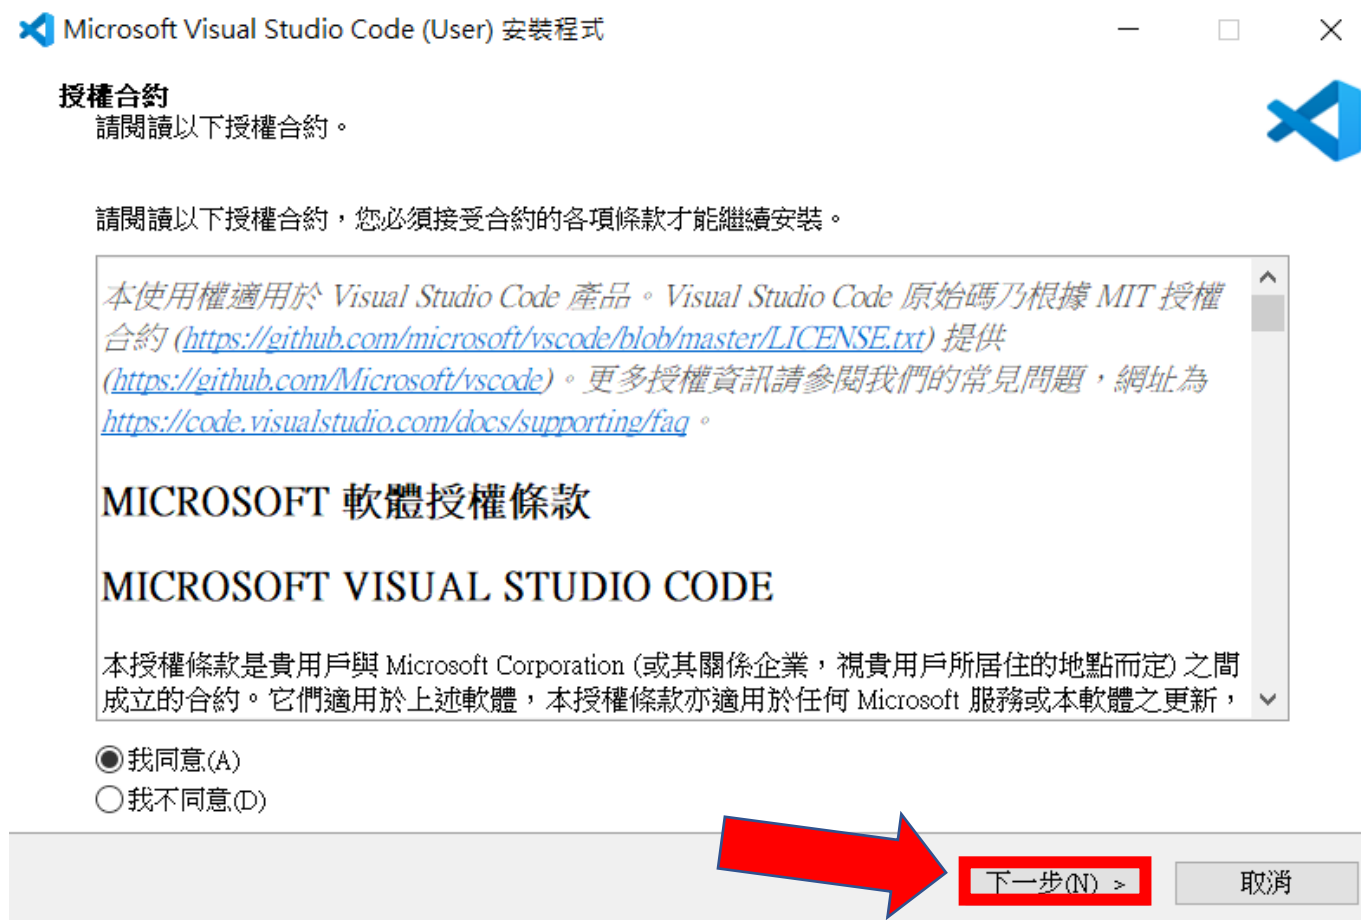 Microsoft Visual Studio Code (User) 安裝程式
授權合約
請閱讀以下授權合約。
請閱讀以下授權合約，您必須接受合約的各項條款才能繼續安裝。
本使用權適用於 Visual Studio Code 產品。Visual Studio Code 原始碼乃根據 MIT 授權
合約 (https://github.com/microsoft/vscode/blob/master/LICENSE.txt) 提供
(https://github.com/Microsoft/vscode)。更多授權資訊請參閱我們的常見問題，網址為
https://code.visualstudio.com/docs/supporting/faq。
MICROSOFT 軟體授權條款
MICROSOFT VISUAL STUDIO CODE
本授權條款是貴用戶與 Microsoft Corporation (或其關係企業，視貴用戶所居住的地點而定) 之間
成立的合約。它們適用於上述軟體，本授權條款亦適用於任何 Microsoft 服務或本軟體之更新，
我同意(A)
我不同意(D)
下一步(N) > 取消